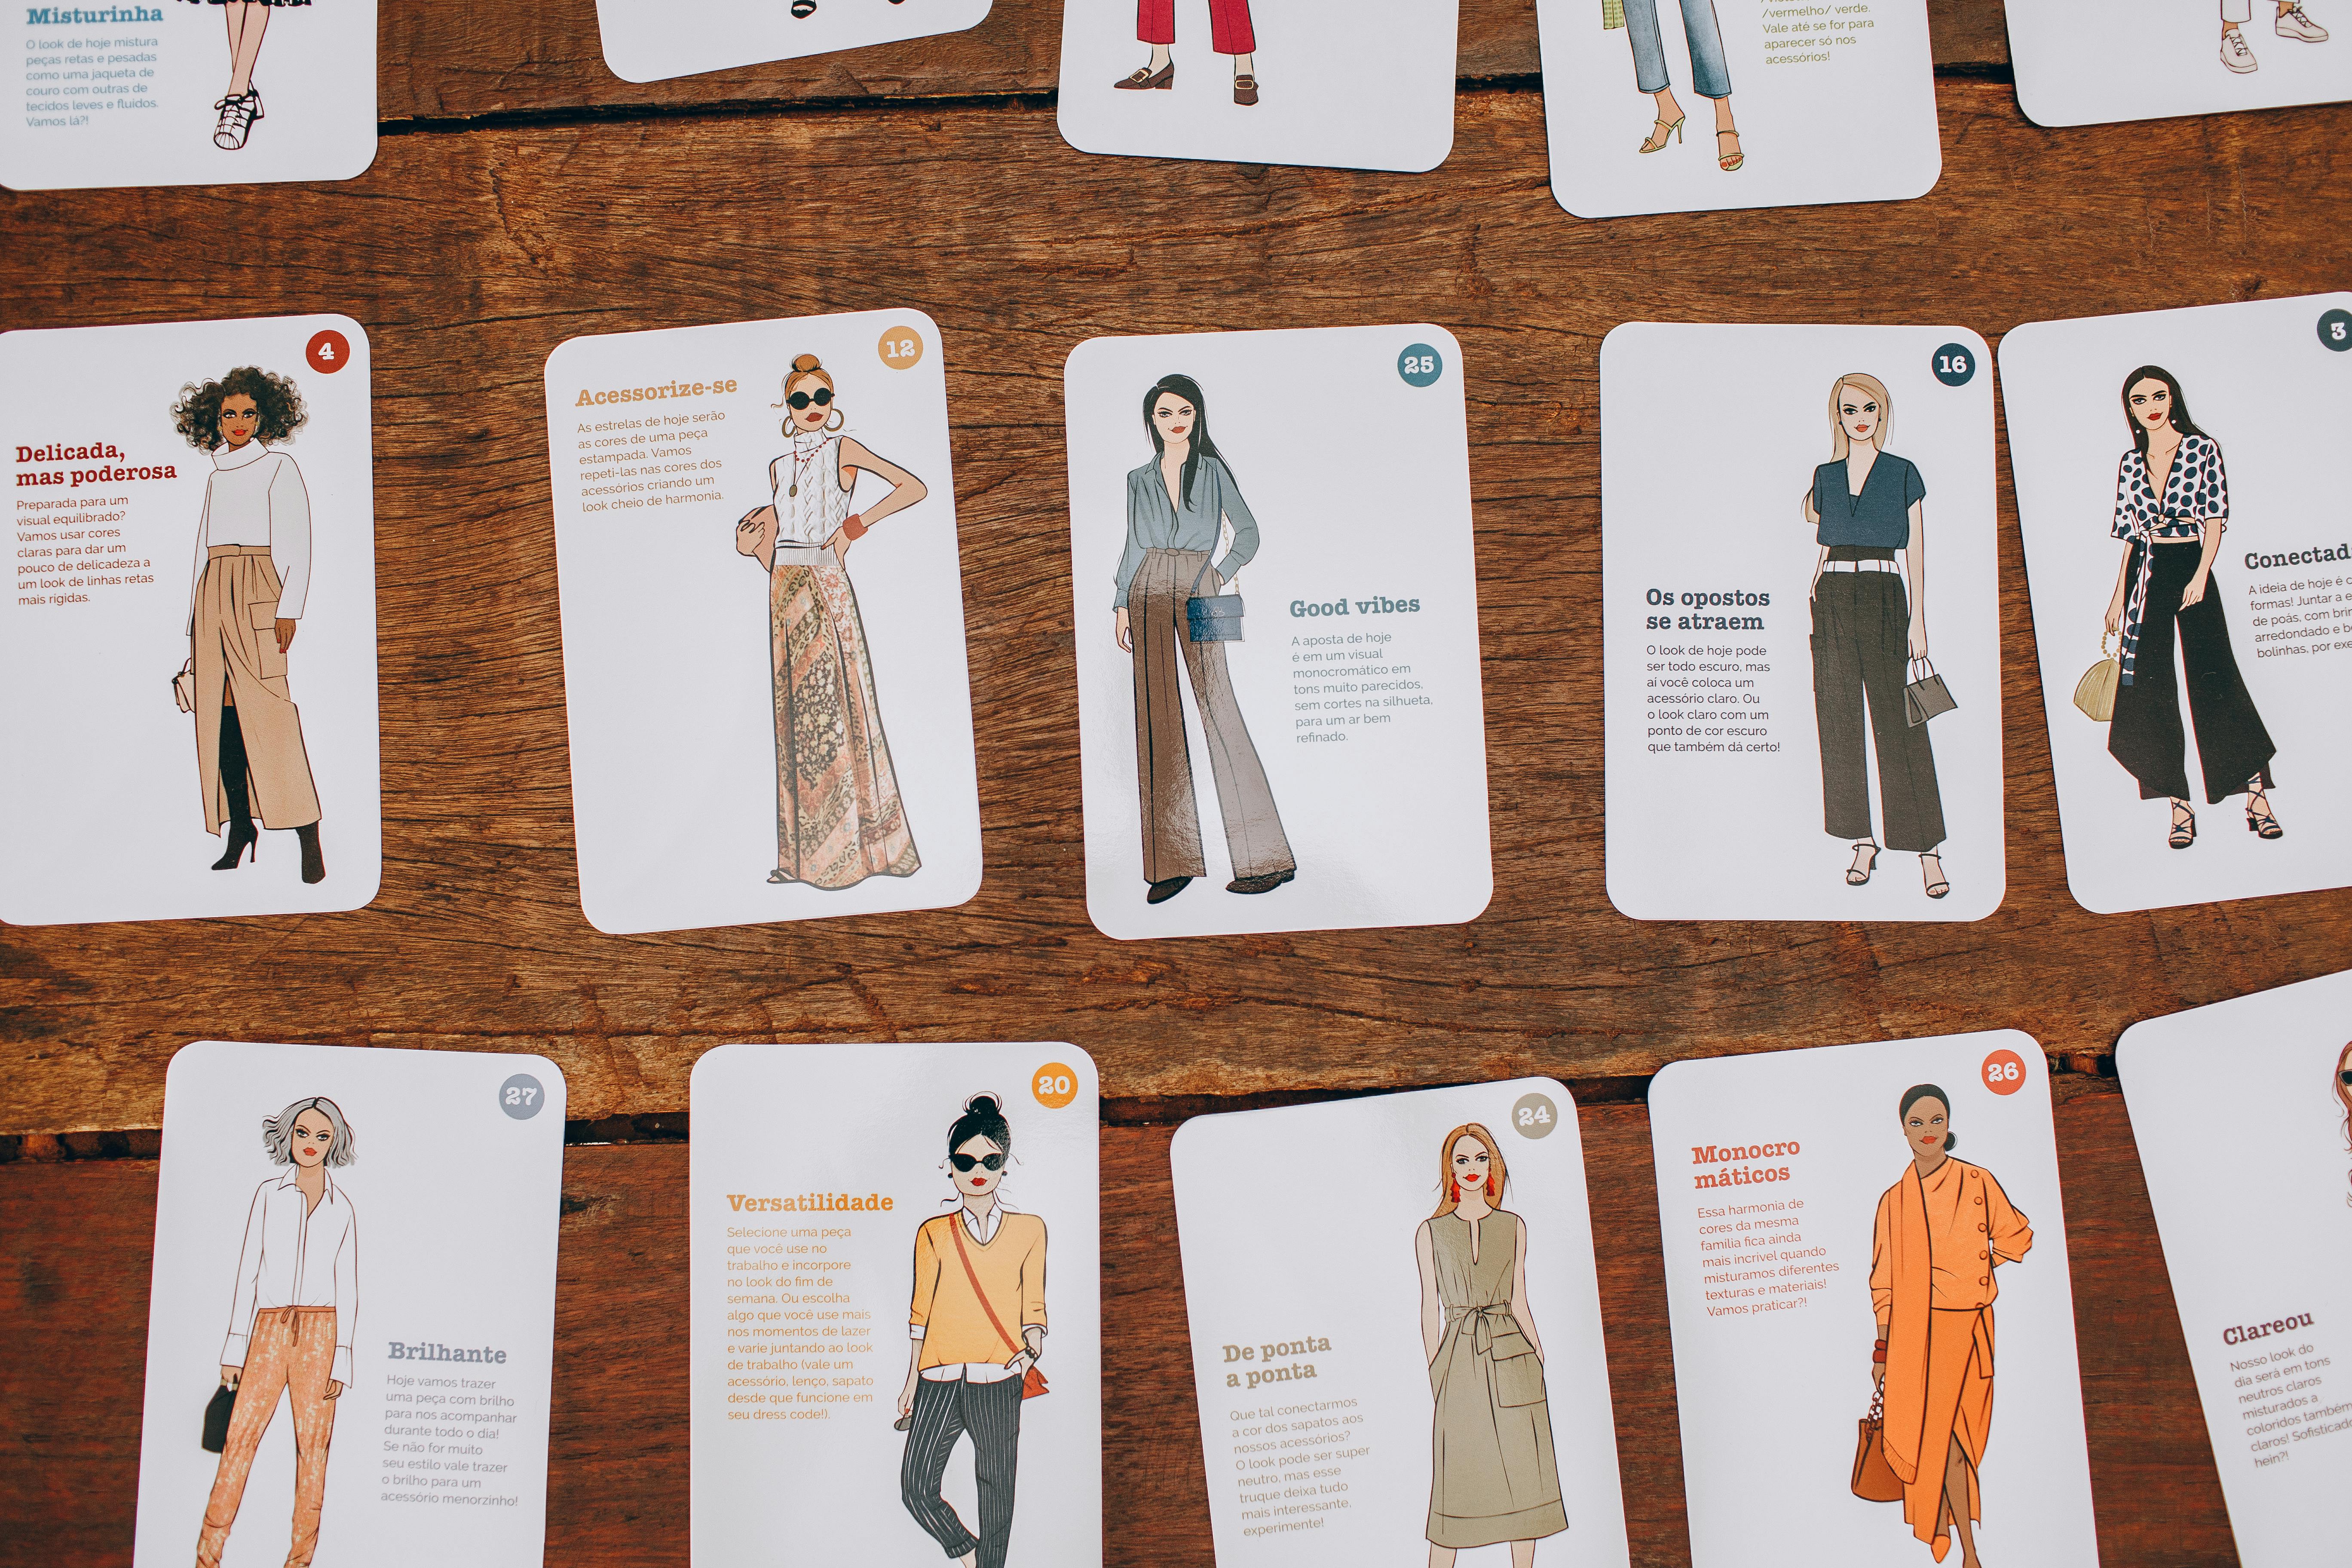 Misturinha
O look de hoje mistura
peças retas e pesadas
como uma jaqueta de
couro com outras de
tecidos leves e fluidos.
Vamos lá?!
/vermelho/ verde.
Vale até se for para
aparecer só nos
acessórios!
4
Delicada,
mas poderosa
Preparada para um
visual equilibrado?
Vamos usar cores
claras para dar um
pouco de delicadeza a
um look de linhas retas
mais rigidas.
12
Acessorize-se
As estrelas de hoje serão
as cores de uma peça
estampada. Vamos
repeti-las nas cores dos
acessórios criando um
look cheio de harmonia.
25
Good vibes
A aposta de hoje
é em um visual
monocromático em
tons muito parecidos,
sem cortes na silhueta,
para um ar bem
refinado.
16
Os opostos
se atraem
O look de hoje pode
ser todo escuro, mas
aí você coloca um
acessório claro. Ou
o look claro com um
ponto de cor escuro
que também dá certo!
3
Conectad
A ideia de hoje é c
formas! Juntar a e
de poás, com brin
arredondado e b
bolinhas, por exe
27
Brilhante
Hoje vamos trazer
uma peça com brilho
para nos acompanhar
durante todo o dia!
Se não for muito
seu estilo vale trazer
o brilho para um
acessório menorzinho!
20
Versatilidade
Selecione uma peça
que você use no
trabalho e incorpore
no look do fim de
semana. Ou escolha
algo que você use mais
nos momentos de lazer
e varie juntando ao look
de trabalho (vale um
acessório, lenço, sapato
desde que funcione em
seu dress code!).
24
De ponta
a ponta
Que tal conectarmos
a cor dos sapatos aos
nossos acessórios?
O look pode ser super
neutro, mas esse
truque deixa tudo
mais interessante,
experimente!
26
Monocro
máticos
Essa harmonia de
cores da mesma
família fica ainda
mais incrível quando
misturamos diferentes
texturas e materiais!
Vamos praticar?!
Clareou
Nosso look do
dia será em tons
neutros claros
misturados a
coloridos também
claros! Sofisticado
hein?!